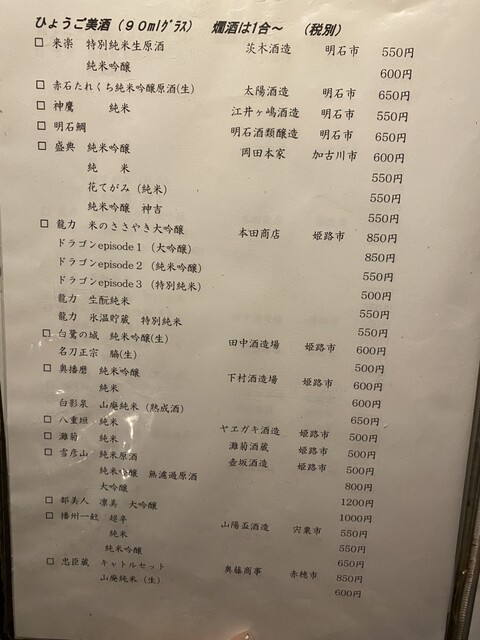 ひょうご美酒（９０mlグラス） 燗酒は1合～ （税別）
□ 来楽 特別純米生原酒 茨木酒造 明石市 550円
純米吟醸 600円
□ 赤石たれくち純米吟醸原酒(生) 太陽酒造 明石市 650円
□ 神鷹 純米 江井ヶ嶋酒造 明石市 550円
□ 明石鯛 明石酒類醸造 明石市 650円
□ 盛典 純米吟醸 岡田本家 加古川市 600円
純 米 550円
花てがみ（純米） 550円
純米吟醸 神吉 550円
□ 龍力 米のささやき大吟醸 本田商店 姫路市 850円
ドラゴンepisode１（大吟醸） 850円
ドラゴンepisode２（純米吟醸） 550円
ドラゴンepisode３（特別純米） 500円
龍力 生酛純米 550円
龍力 氷温貯蔵 特別純米 550円
□ 白鷺の城 純米吟醸(生) 田中酒造場 姫路市 600円
名刀正宗 脇(生) 500円
□ 奥播磨 純米吟醸 下村酒造場 姫路市 600円
純米 600円
白影泉 山廃純米（熟成酒） 650円
□ 八重垣 純米 ヤヱガキ酒造 姫路市 500円
□ 灘菊 純米 灘菊酒蔵 姫路市 500円
□ 雪彦山 純米原酒 壺坂酒造 姫路市 500円
純米吟醸 無濾過原酒 800円
大吟醸 1200円
□ 都美人 凛美 大吟醸 1000円
□ 播州一献 超辛 山陽盃酒造 宍粟市 550円
純米 550円
純米吟醸 650円
□ 忠臣蔵 キャトルセット 奥藤商事 赤穂市 850円
山廃純米（生） 600円